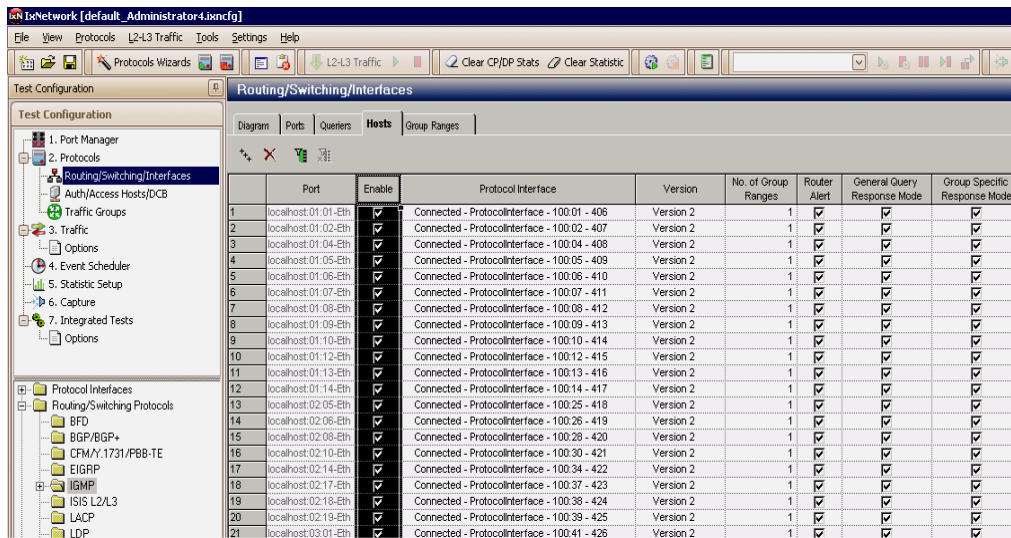 IxN IxNetwork [default_Administrator4.ixncfg]
File View Protocols L2-L3 Traffic Tools Settings Help
Protocols Wizards L2-L3 Traffic Clear CP/DP Stats Clear Statistic
Test Configuration
Routing/Switching/Interfaces
Test Configuration
1. Port Manager
2. Protocols
Routing/Switching/Interfaces
Auth/Access Hosts/DCB
Traffic Groups
3. Traffic
Options
4. Event Scheduler
5. Statistic Setup
6. Capture
7. Integrated Tests
Options
Protocol Interfaces
Routing/Switching Protocols
BFD
BGP/BGP+
CFM/Y.1731/PBB-TE
EIGRP
IGMP
ISIS L2/L3
LACP
LDP
Diagram Ports Queriers Hosts Group Ranges
Port Enable Protocol Interface Version No. of Group Ranges Router Alert General Query Response Mode Group Specific Response Mode
1 localhost:01:01-Eth Connected - ProtocolInterface - 100:01 - 406 Version 2 1
2 localhost:01:02-Eth Connected - ProtocolInterface - 100:02 - 407 Version 2 1
3 localhost:01:04-Eth Connected - ProtocolInterface - 100:04 - 408 Version 2 1
4 localhost:01:05-Eth Connected - ProtocolInterface - 100:05 - 409 Version 2 1
5 localhost:01:06-Eth Connected - ProtocolInterface - 100:06 - 410 Version 2 1
6 localhost:01:07-Eth Connected - ProtocolInterface - 100:07 - 411 Version 2 1
7 localhost:01:08-Eth Connected - ProtocolInterface - 100:08 - 412 Version 2 1
8 localhost:01:09-Eth Connected - ProtocolInterface - 100:09 - 413 Version 2 1
9 localhost:01:10-Eth Connected - ProtocolInterface - 100:10 - 414 Version 2 1
10 localhost:01:12-Eth Connected - ProtocolInterface - 100:12 - 415 Version 2 1
11 localhost:01:13-Eth Connected - ProtocolInterface - 100:13 - 416 Version 2 1
12 localhost:01:14-Eth Connected - ProtocolInterface - 100:14 - 417 Version 2 1
13 localhost:02:05-Eth Connected - ProtocolInterface - 100:25 - 418 Version 2 1
14 localhost:02:06-Eth Connected - ProtocolInterface - 100:26 - 419 Version 2 1
15 localhost:02:08-Eth Connected - ProtocolInterface - 100:28 - 420 Version 2 1
16 localhost:02:10-Eth Connected - ProtocolInterface - 100:30 - 421 Version 2 1
17 localhost:02:14-Eth Connected - ProtocolInterface - 100:34 - 422 Version 2 1
18 localhost:02:17-Eth Connected - ProtocolInterface - 100:37 - 423 Version 2 1
19 localhost:02:18-Eth Connected - ProtocolInterface - 100:38 - 424 Version 2 1
20 localhost:02:19-Eth Connected - ProtocolInterface - 100:39 - 425 Version 2 1
21 localhost:03:01-Eth Connected - ProtocolInterface - 100:41 - 426 Version 2 1